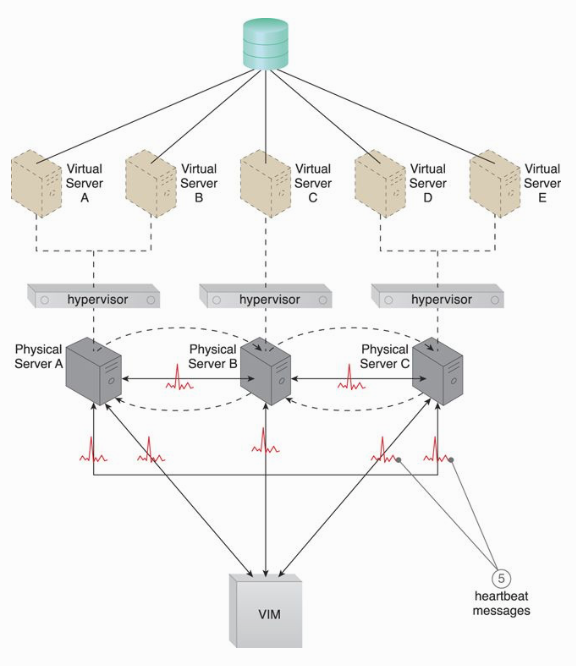 Virtual
Server
A
Virtual
Server
B
Virtual
Server
C
Virtual
Server
D
Virtual
Server
E
hypervisor
hypervisor
hypervisor
Physical
Server A
Physical
Server B
Physical
Server C
5
heartbeat
messages
VIM